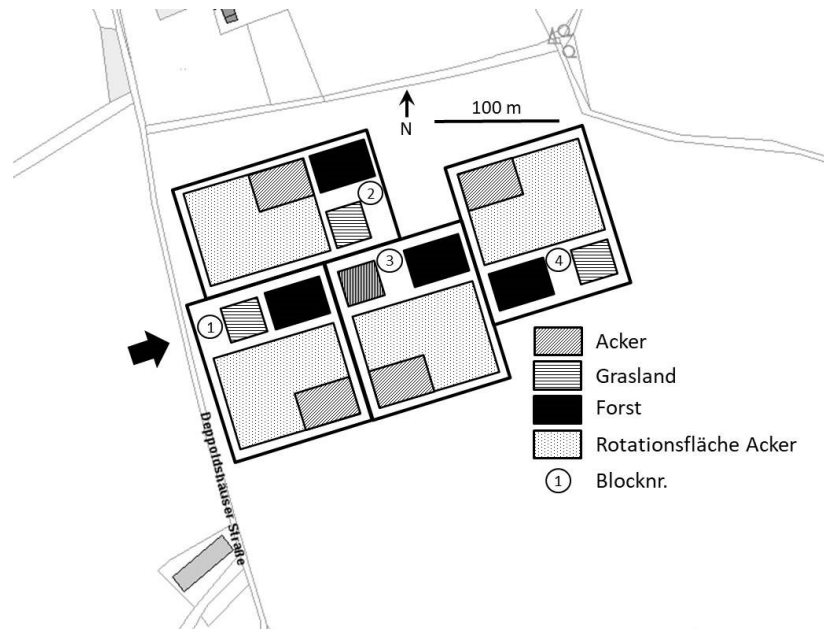 100 m
N
2
3
4
1
Acker
Grasland
Forst
Rotationsfläche Acker
1 Blocknr.
Deppoldshäuser Straße